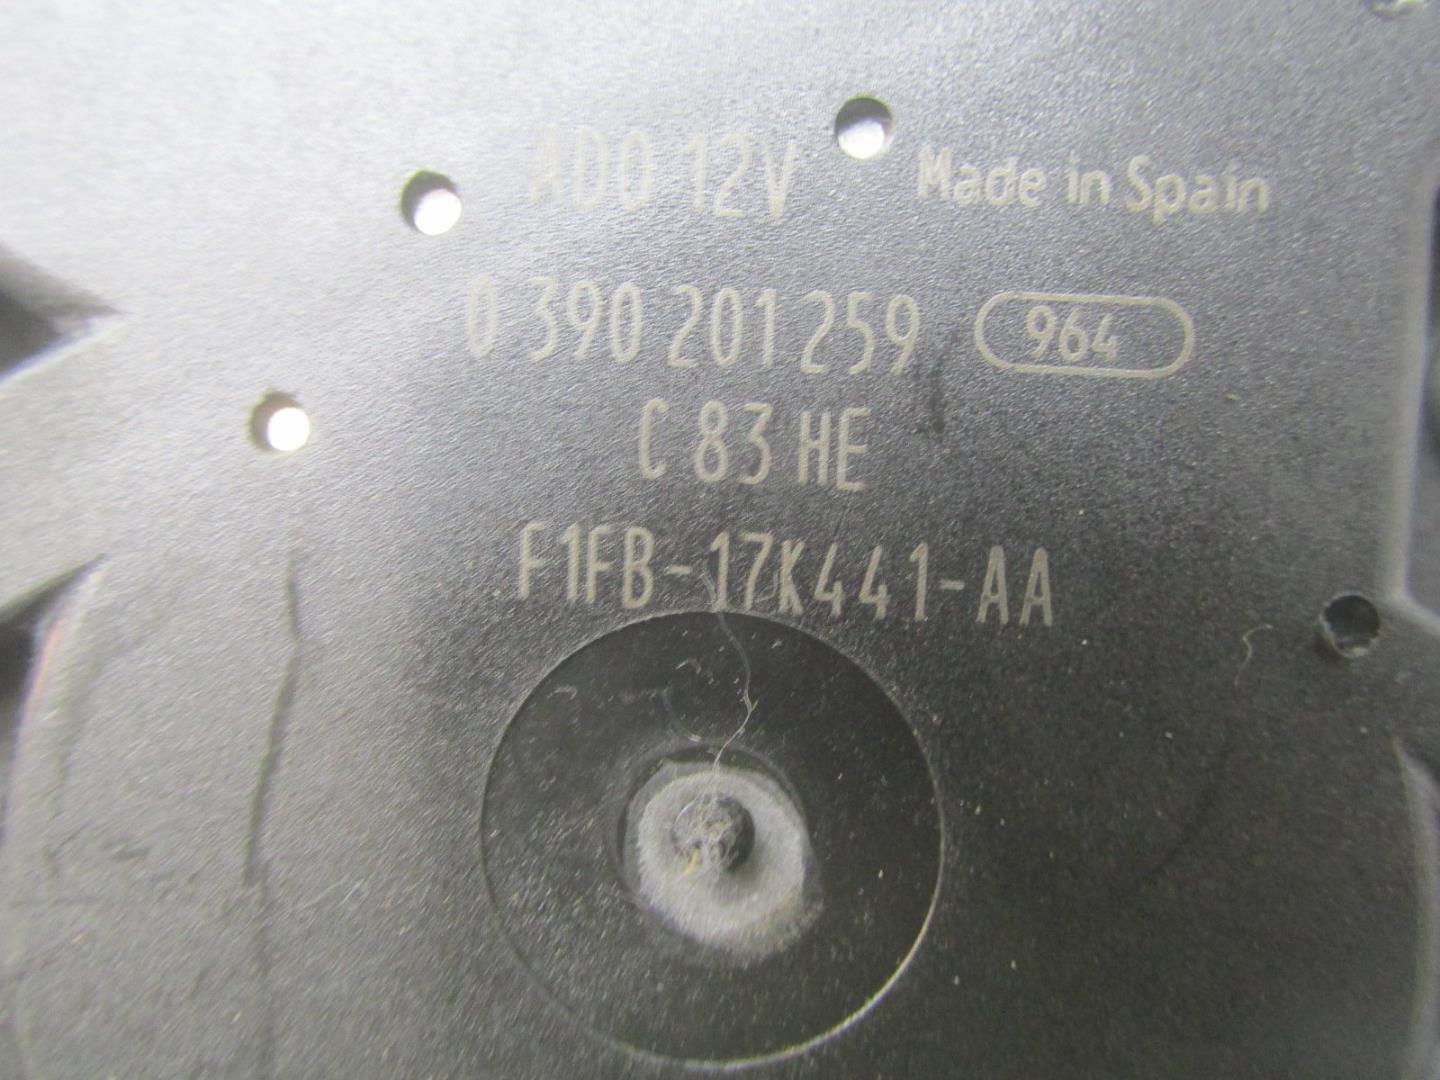 ADO 12V Made in Spain
0 390 201 259 964
C 83 HE
F1FB-17K441-AA